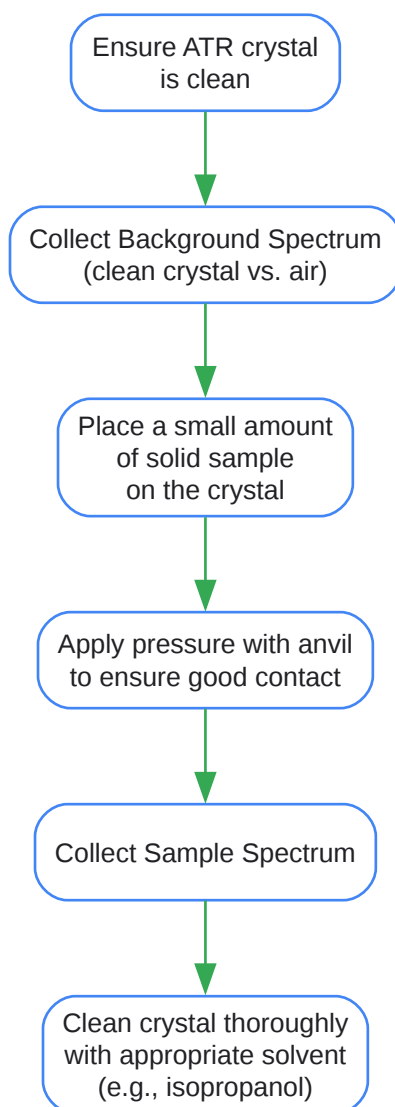 Ensure ATR crystal
is clean
Collect Background Spectrum
(clean crystal vs. air)
Place a small amount
of solid sample
on the crystal
Apply pressure with anvil
to ensure good contact
Collect Sample Spectrum
Clean crystal thoroughly
with appropriate solvent
(e.g., isopropanol)